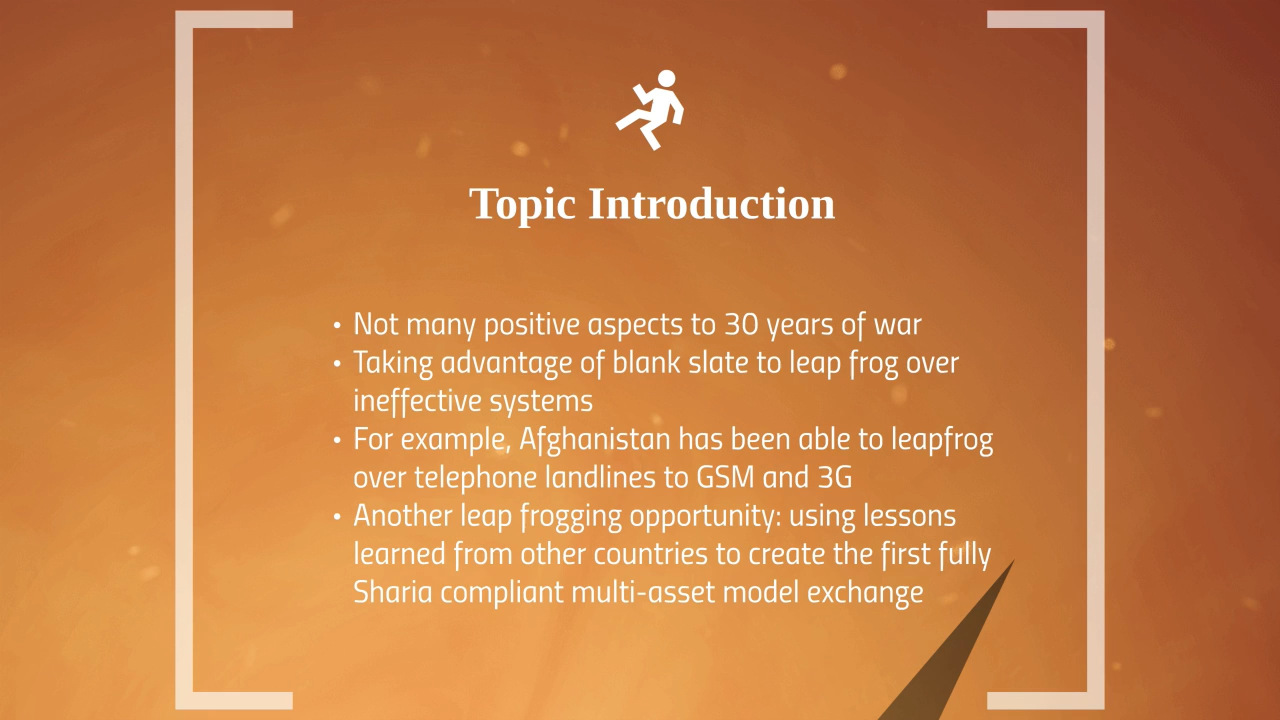 Topic Introduction
• Not many positive aspects to 30 years of war
• Taking advantage of blank slate to leap frog over
ineffective systems
• For example, Afghanistan has been able to leapfrog
over telephone landlines to GSM and 3G
• Another leap frogging opportunity: using lessons
learned from other countries to create the first fully
Sharia compliant multi-asset model exchange